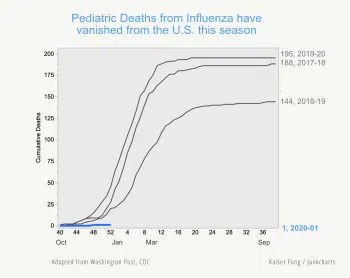 Pediatric Deaths from Influenza have
vanished from the U.S. this season
200
175
150
125
100
75
50
25
0
Cumulative Deaths
195, 2019-20
188, 2017-18
144, 2018-19
1, 2020-01
40 44 48 52 4 8 12 16 20 24 28 32 36
Oct Jan Mar Sep
Adapted from Washington Post, CDC
Kaiser Fung / Junkcharts